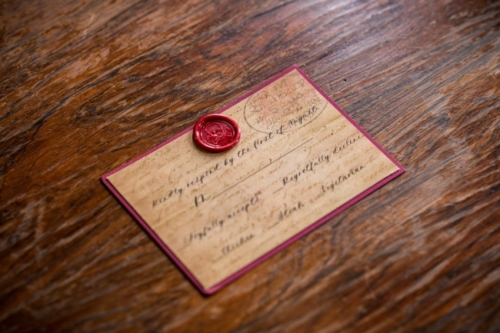 Kindly respond by the first of August
M
Joyfully accepts Regretfully declines
Chicken Steak Vegetarian